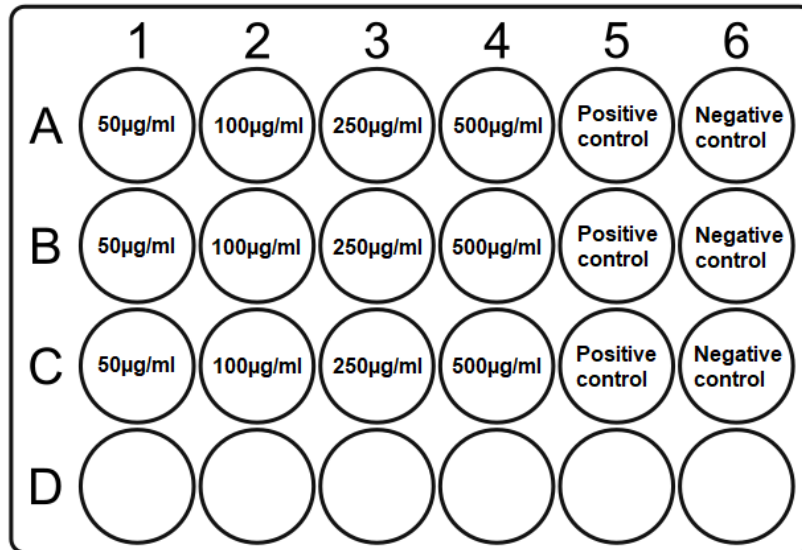 1 2 3 4 5 6
A 50µg/ml 100µg/ml 250µg/ml 500µg/ml Positive control Negative control
B 50µg/ml 100µg/ml 250µg/ml 500µg/ml Positive control Negative control
C 50µg/ml 100µg/ml 250µg/ml 500µg/ml Positive control Negative control
D